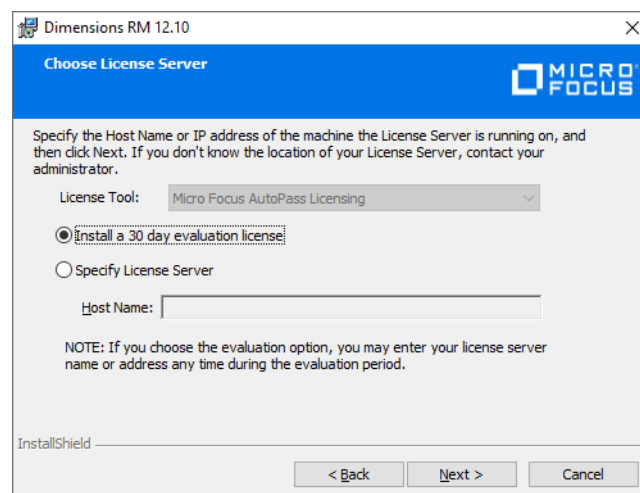 Dimensions RM 12.10
Choose License Server
MICRO
FOCUS
Specify the Host Name or IP address of the machine the License Server is running on, and
then click Next. If you don't know the location of your License Server, contact your
administrator.
License Tool: Micro Focus AutoPass Licensing
Install a 30 day evaluation license
Specify License Server
Host Name:
NOTE: If you choose the evaluation option, you may enter your license server
name or address any time during the evaluation period.
InstallShield
< Back Next > Cancel